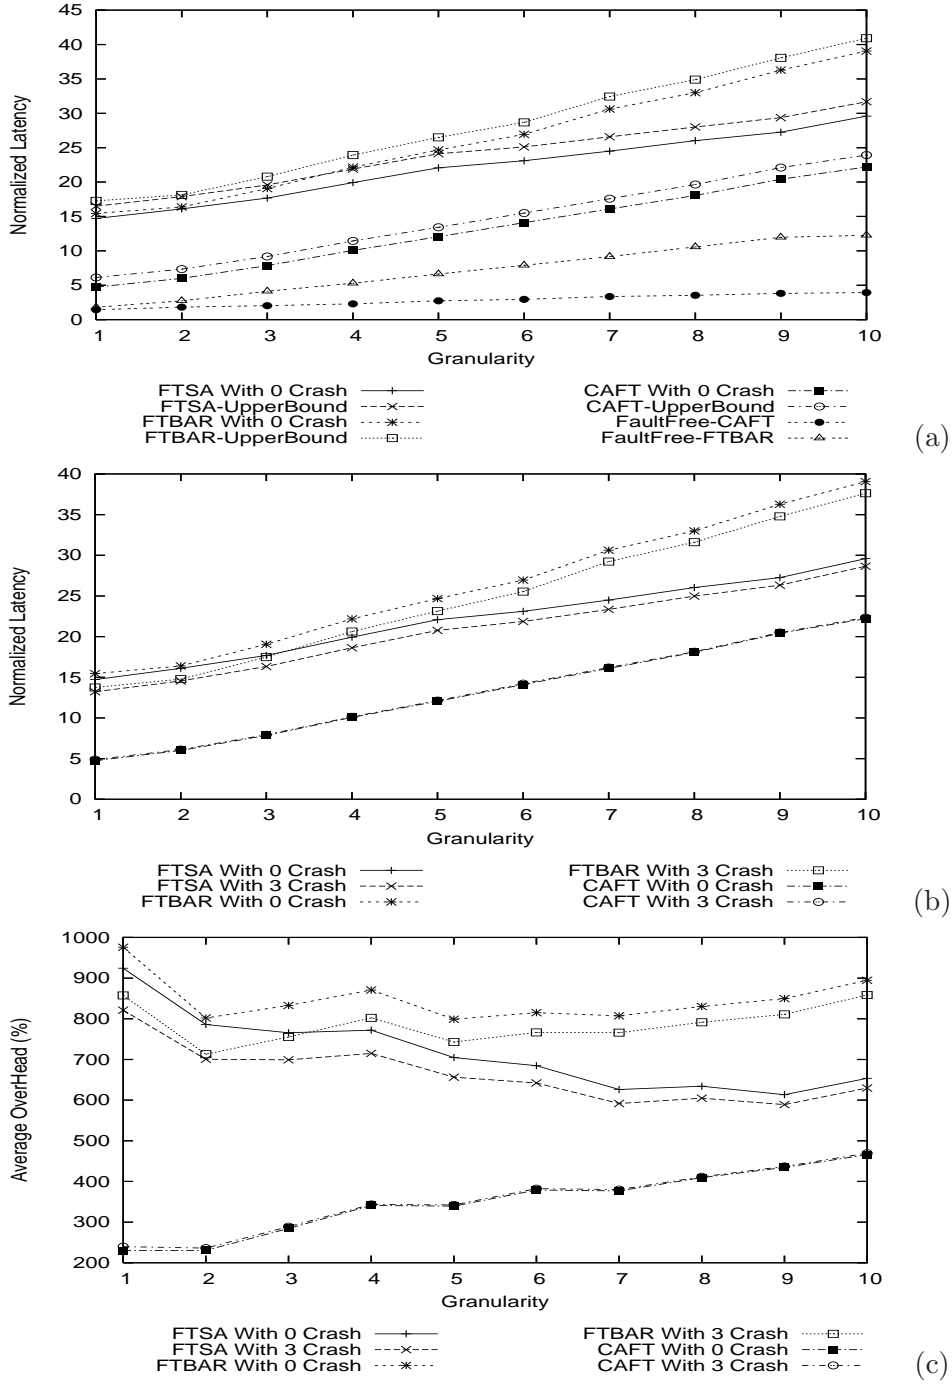 45
40
35
30
25
20
15
10
5
0
Normalized Latency
1 2 3 4 5 6 7 8 9 10
Granularity
FTSA With 0 Crash
FTSA-UpperBound
FTBAR With 0 Crash
FTBAR-UpperBound
CAFT With 0 Crash
CAFT-UpperBound
FaultFree-CAFT
FaultFree-FTBAR
(a)
40
35
30
25
20
15
10
5
0
Normalized Latency
1 2 3 4 5 6 7 8 9 10
Granularity
FTSA With 0 Crash
FTSA With 3 Crash
FTBAR With 0 Crash
FTBAR With 3 Crash
CAFT With 0 Crash
CAFT With 3 Crash
(b)
1000
900
800
700
600
500
400
300
200
Average OverHead (%)
1 2 3 4 5 6 7 8 9 10
Granularity
FTSA With 0 Crash
FTSA With 3 Crash
FTBAR With 0 Crash
FTBAR With 3 Crash
CAFT With 0 Crash
CAFT With 3 Crash
(c)